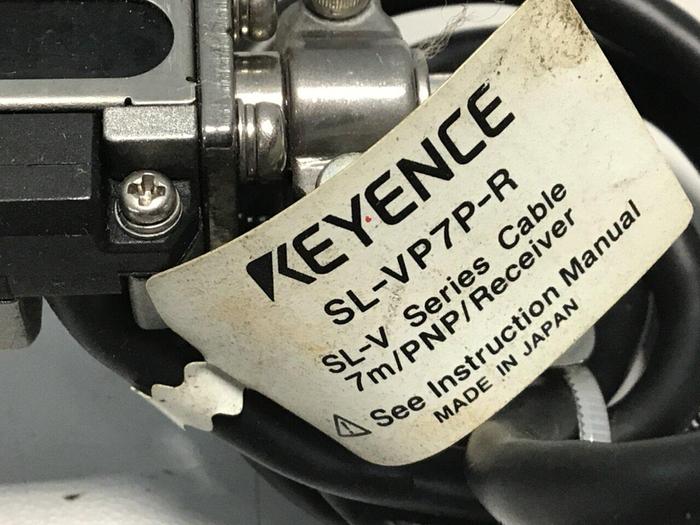 KEYENCE
SL-VP7P-R
SL-V Series Cable
7m/PNP/Receiver
See Instruction Manual
MADE IN JAPAN